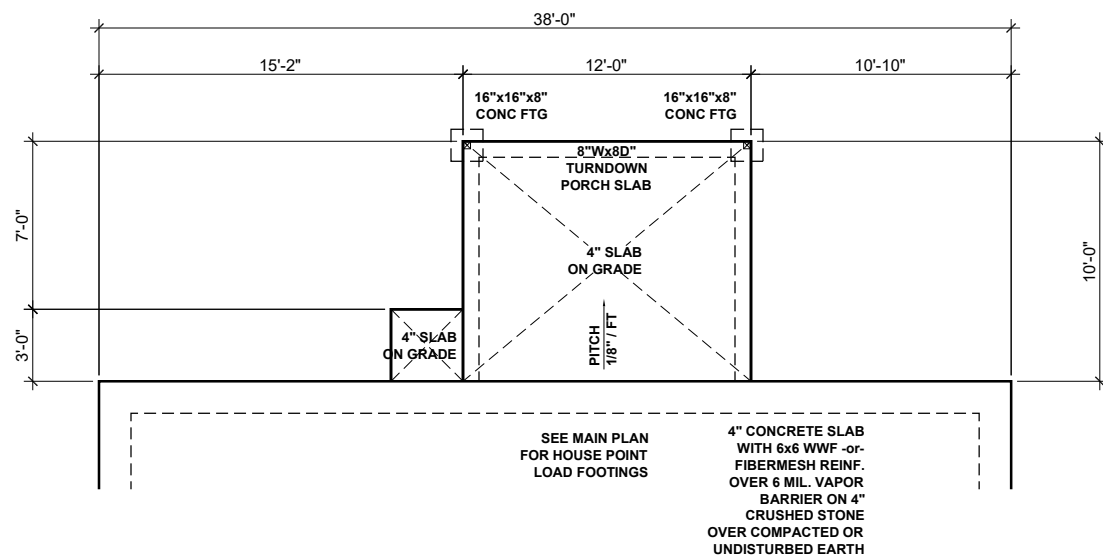 38'-0"
15'-2"
12'-0"
10'-10"
16"x16"x8"
CONC FTG
16"x16"x8"
CONC FTG
8"Wx8D"
TURNDOWN
PORCH SLAB
7'-0"
10'-0"
4" SLAB
ON GRADE
3'-0"
4" SLAB
ON GRADE
PITCH
1/8" / FT
SEE MAIN PLAN
FOR HOUSE POINT
LOAD FOOTINGS
4" CONCRETE SLAB
WITH 6x6 WWF -or-
FIBERMESH REINF.
OVER 6 MIL. VAPOR
BARRIER ON 4"
CRUSHED STONE
OVER COMPACTED OR
UNDISTURBED EARTH